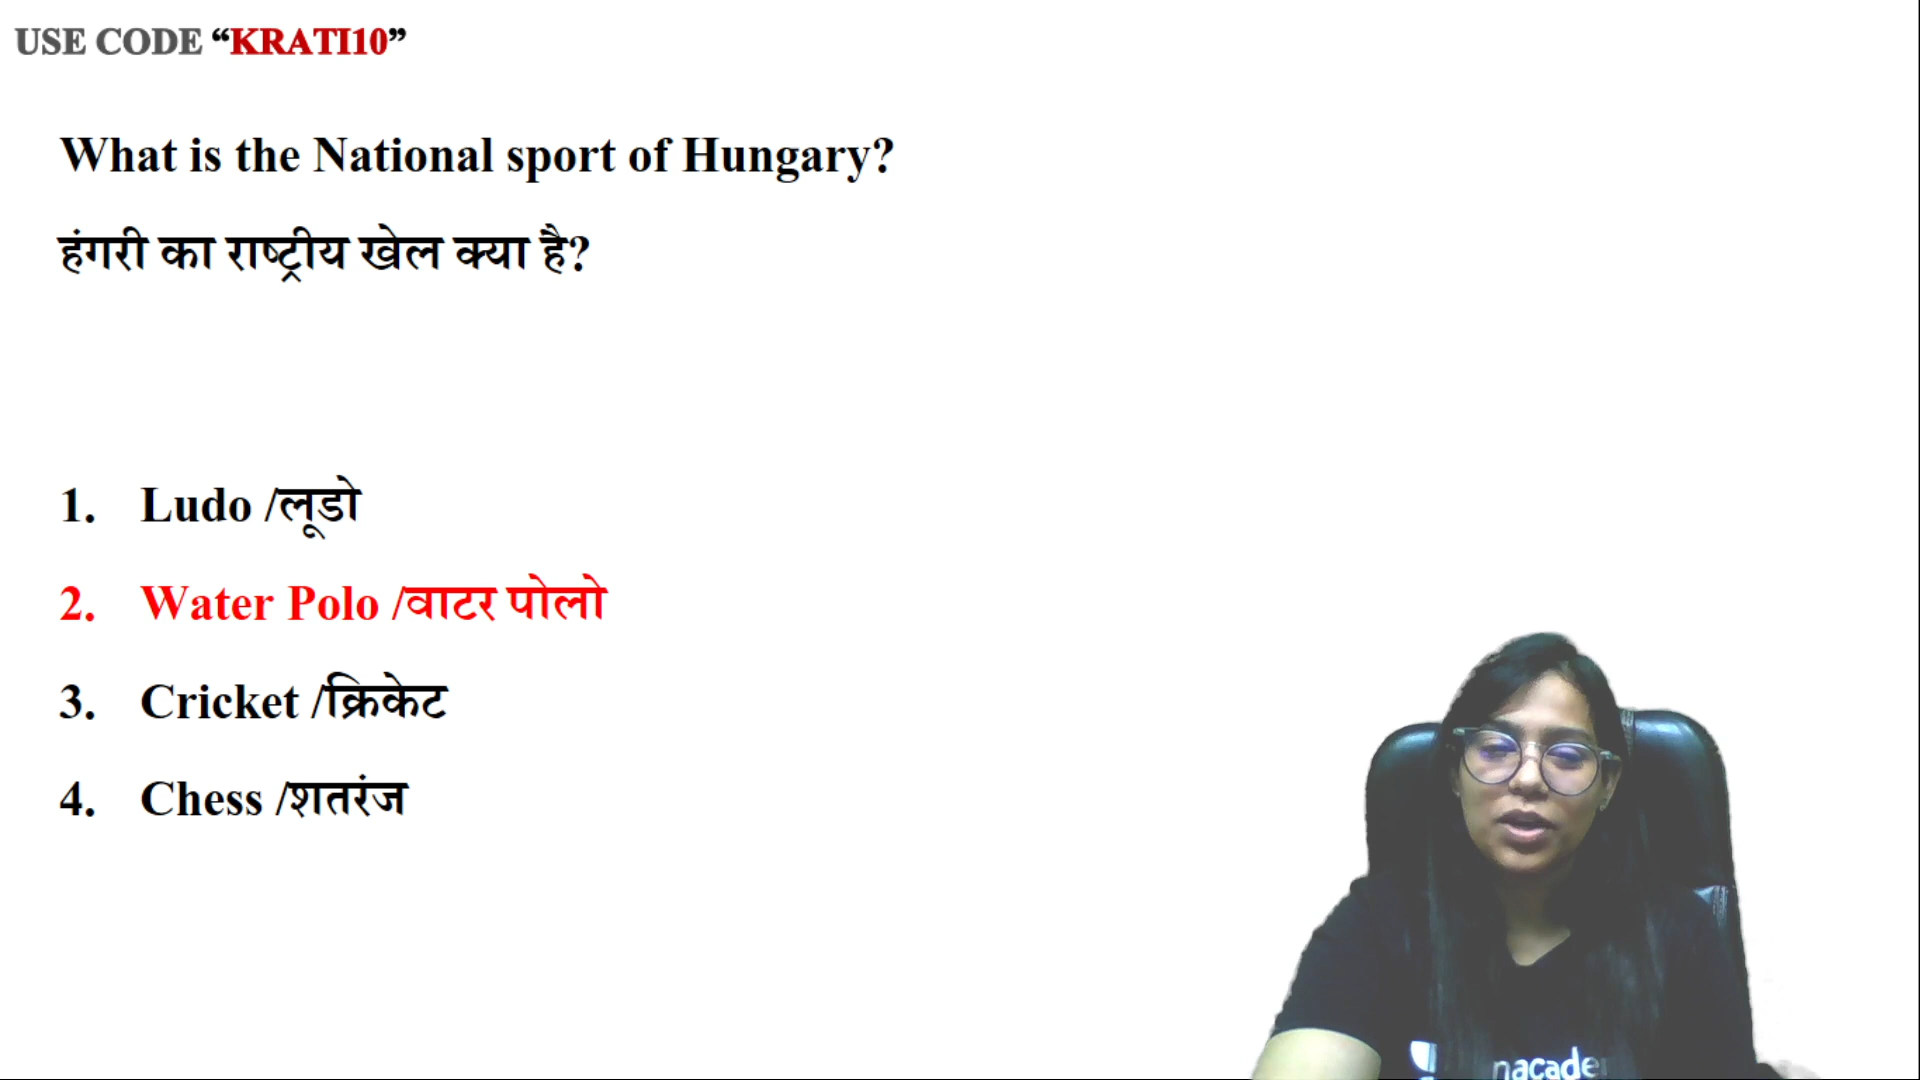 USE CODE “KRATI10”
What is the National sport of Hungary?
हंगरी का राष्ट्रीय खेल क्या है?
1. Ludo /लूडो
2. Water Polo /वाटर पोलो
3. Cricket /क्रिकेट
4. Chess /शतरंज
nacade